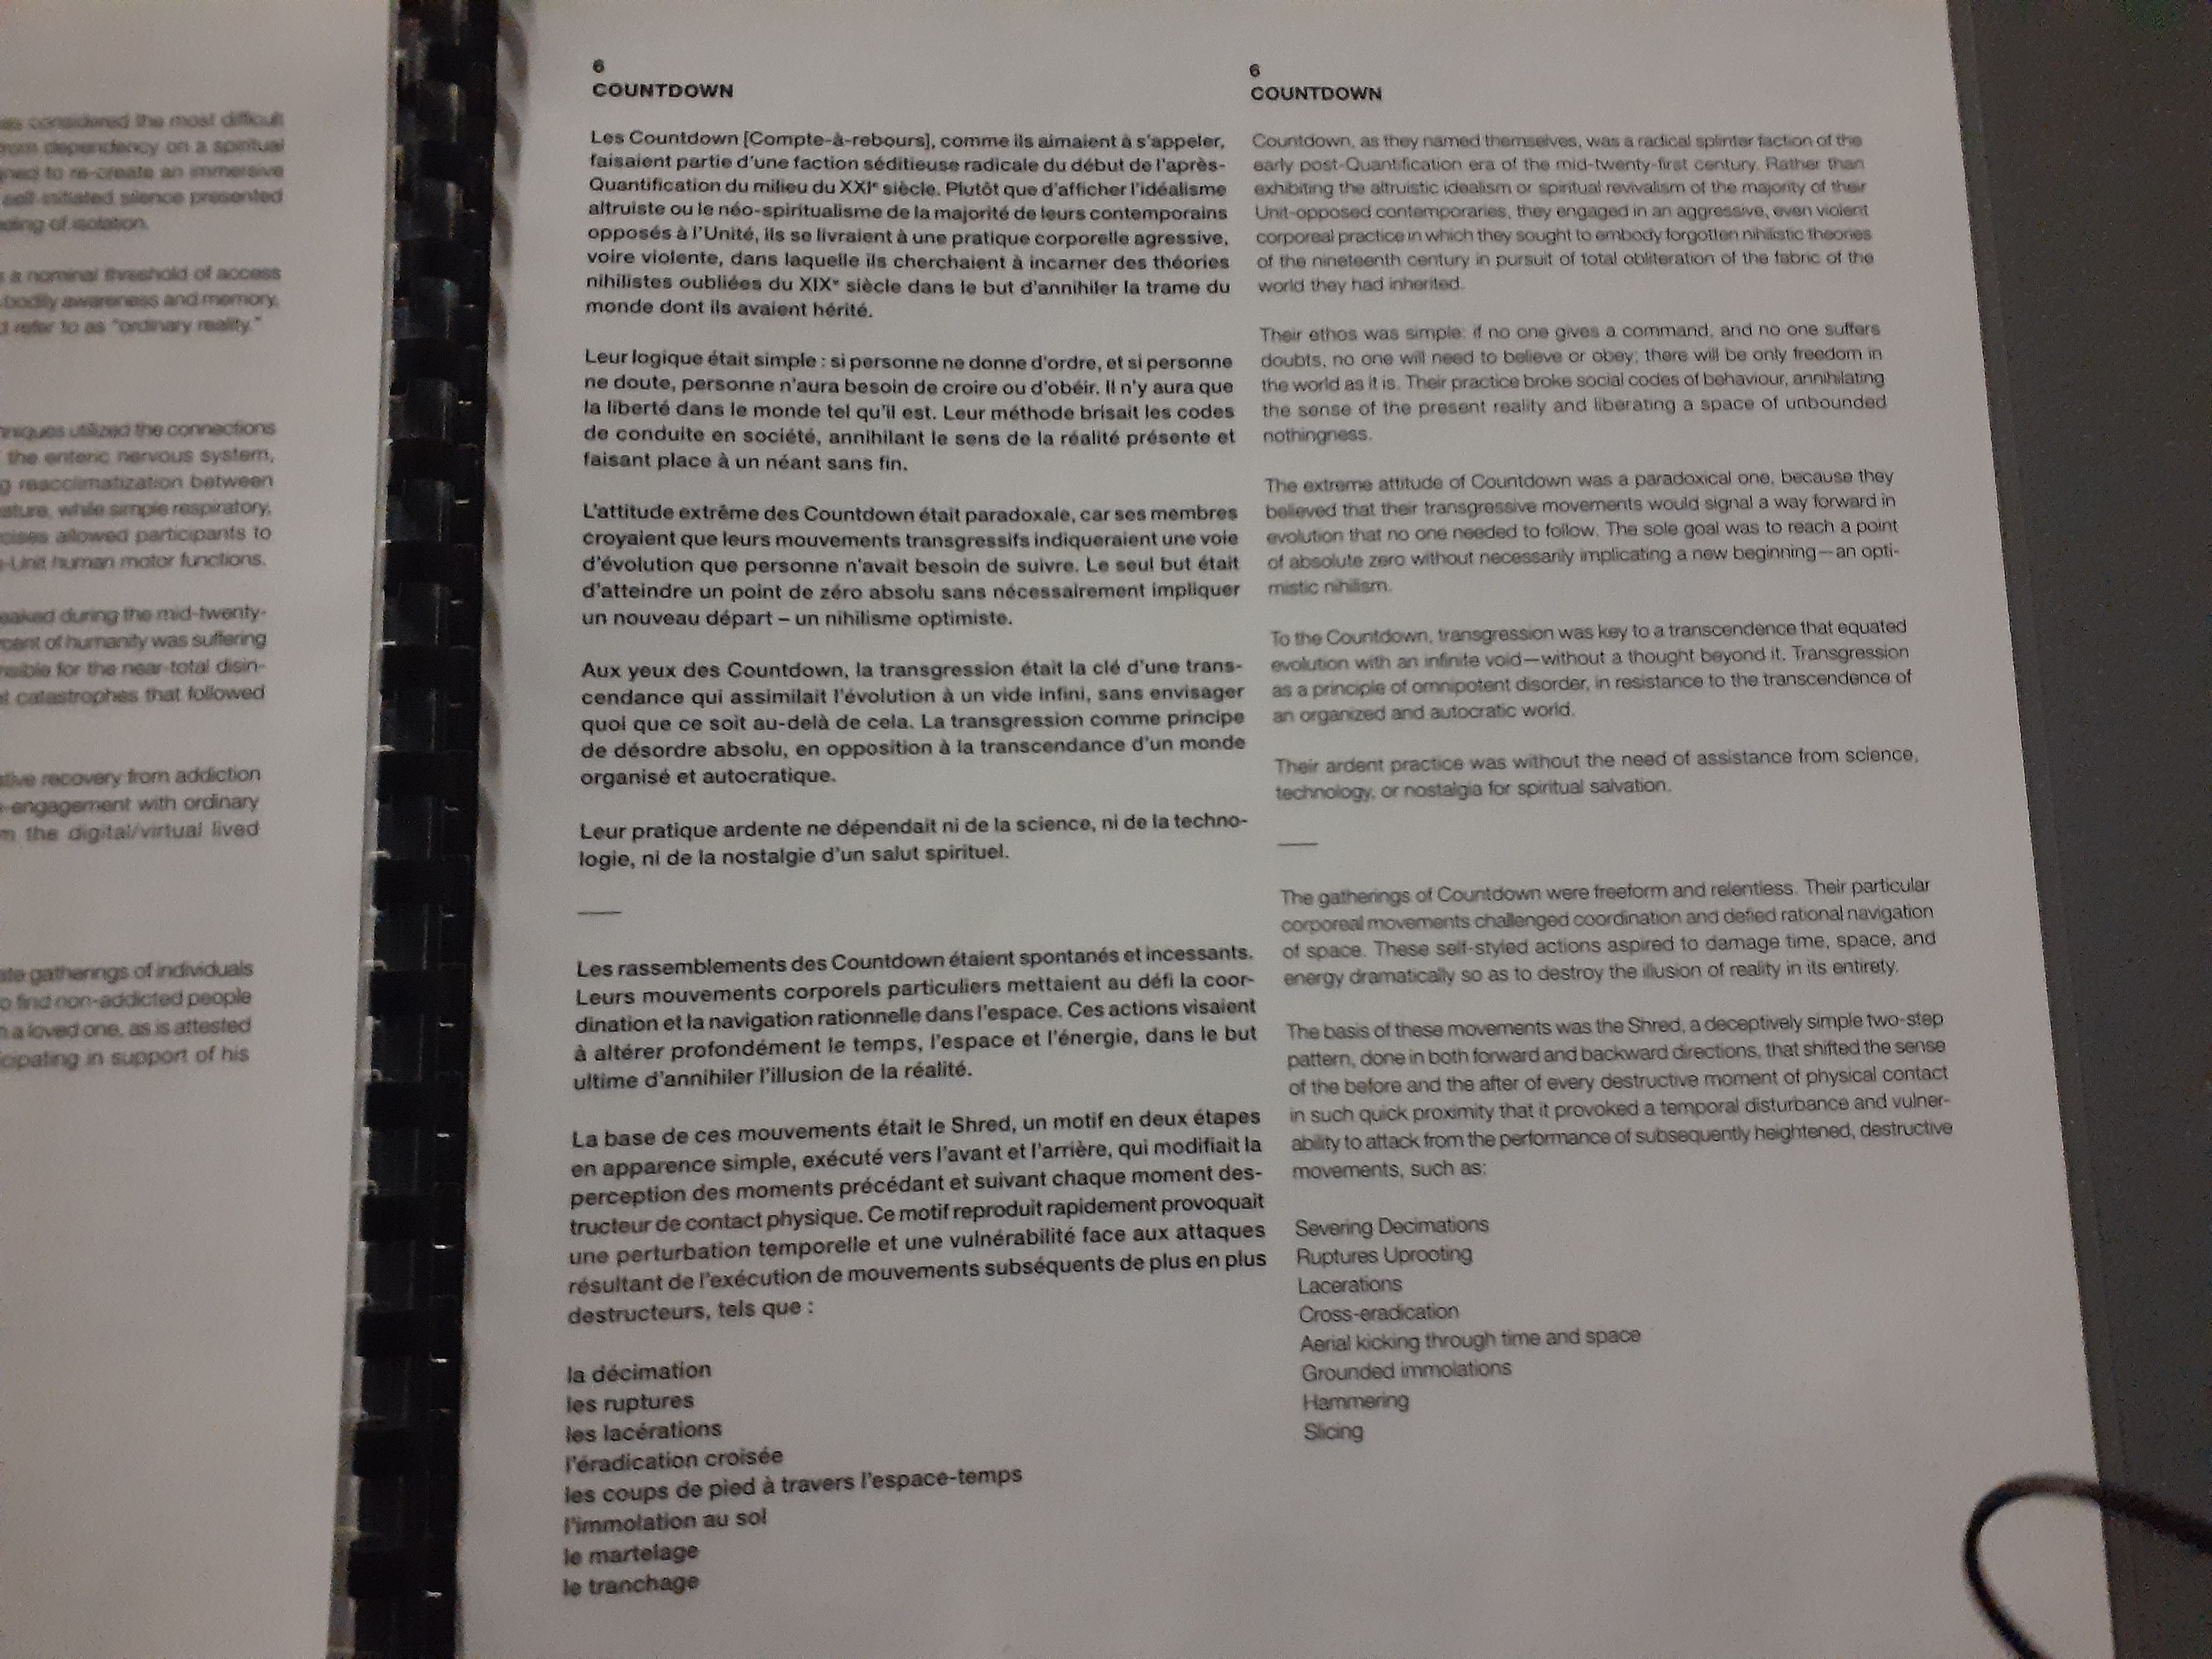 as considered the most difficult
from dependency on a spiritual
gned to re-create an immersive
self-initiated silence presented
of isolation.
a nominal threshold of access
bodily awareness and memory,
refer to as "ordinary reality."
utilized the connections
the enteric nervous system,
reacclimatization between
while simple respiratory,
allowed participants to
-Unit human motor functions.
during the mid-twenty-
of humanity was suffering
for the near-total disin-
catastrophes that followed
recovery from addiction
-engagement with ordinary
the digital/virtual lived
gatherings of individuals
find non-addicted people
a loved one, as is attested
in support of his
6
COUNTDOWN
Les Countdown [Compte-à-rebours], comme ils aimaient à s'appeler,
faisaient partie d'une faction séditieuse radicale du début de l'après-
Quantification du milieu du XXIe siècle. Plutôt que d'afficher l'idéalisme
altruiste ou le néo-spiritualisme de la majorité de leurs contemporains
opposés à l'Unité, ils se livraient à une pratique corporelle agressive,
voire violente, dans laquelle ils cherchaient à incarner des théories
nihilistes oubliées du XIXe siècle dans le but d'annihiler la trame du
monde dont ils avaient hérité.
Leur logique était simple : si personne ne donne d'ordre, et si personne
ne doute, personne n'aura besoin de croire ou d'obéir. Il n'y aura que
la liberté dans le monde tel qu'il est. Leur méthode brisait les codes
de conduite en société, annihilant le sens de la réalité présente et
faisant place à un néant sans fin.
L'attitude extrême des Countdown était paradoxale, car ses membres
croyaient que leurs mouvements transgressifs indiqueraient une voie
d'évolution que personne n'avait besoin de suivre. Le seul but était
d'atteindre un point de zéro absolu sans nécessairement impliquer
un nouveau départ – un nihilisme optimiste.
Aux yeux des Countdown, la transgression était la clé d'une trans-
cendance qui assimilait l'évolution à un vide infini, sans envisager
quoi que ce soit au-delà de cela. La transgression comme principe
de désordre absolu, en opposition à la transcendance d'un monde
organisé et autocratique.
Leur pratique ardente ne dépendait ni de la science, ni de la techno-
logie, ni de la nostalgie d'un salut spirituel.
Les rassemblements des Countdown étaient spontanés et incessants.
Leurs mouvements corporels particuliers mettaient au défi la coor-
dination et la navigation rationnelle dans l'espace. Ces actions visaient
à altérer profondément le temps, l'espace et l'énergie, dans le but
ultime d'annihiler l'illusion de la réalité.
La base de ces mouvements était le Shred, un motif en deux étapes
en apparence simple, exécuté vers l'avant et l'arrière, qui modifiait la
perception des moments précédant et suivant chaque moment des-
tructeur de contact physique. Ce motif reproduit rapidement provoquait
une perturbation temporelle et une vulnérabilité face aux attaques
résultant de l'exécution de mouvements subséquents de plus en plus
destructeurs, tels que :
la décimation
les ruptures
les lacérations
l'éradication croisée
les coups de pied à travers l'espace-temps
l'immolation au sol
le martelage
le tranchage
6
COUNTDOWN
Countdown, as they named themselves, was a radical splinter faction of the
early post-Quantification era of the mid-twenty-first century. Rather than
exhibiting the altruistic idealism or spiritual revivalism of the majority of their
Unit-opposed contemporaries, they engaged in an aggressive, even violent
corporeal practice in which they sought to embody forgotten nihilistic theories
of the nineteenth century in pursuit of total obliteration of the fabric of the
world they had inherited.
Their ethos was simple: if no one gives a command, and no one suffers
doubts, no one will need to believe or obey; there will be only freedom in
the world as it is. Their practice broke social codes of behaviour, annihilating
the sense of the present reality and liberating a space of unbounded
nothingness.
The extreme attitude of Countdown was a paradoxical one, because they
believed that their transgressive movements would signal a way forward in
evolution that no one needed to follow. The sole goal was to reach a point
of absolute zero without necessarily implicating a new beginning—an opti-
mistic nihilism.
To the Countdown, transgression was key to a transcendence that equated
evolution with an infinite void—without a thought beyond it. Transgression
as a principle of omnipotent disorder, in resistance to the transcendence of
an organized and autocratic world.
Their ardent practice was without the need of assistance from science,
technology, or nostalgia for spiritual salvation.
The gatherings of Countdown were freeform and relentless. Their particular
corporeal movements challenged coordination and defied rational navigation
of space. These self-styled actions aspired to damage time, space, and
energy dramatically so as to destroy the illusion of reality in its entirety.
The basis of these movements was the Shred, a deceptively simple two-step
pattern, done in both forward and backward directions, that shifted the sense
of the before and the after of every destructive moment of physical contact
in such quick proximity that it provoked a temporal disturbance and vulner-
ability to attack from the performance of subsequently heightened, destructive
movements, such as:
Severing Decimations
Ruptures Uprooting
Lacerations
Cross-eradication
Aerial kicking through time and space
Grounded immolations
Hammering
Slicing